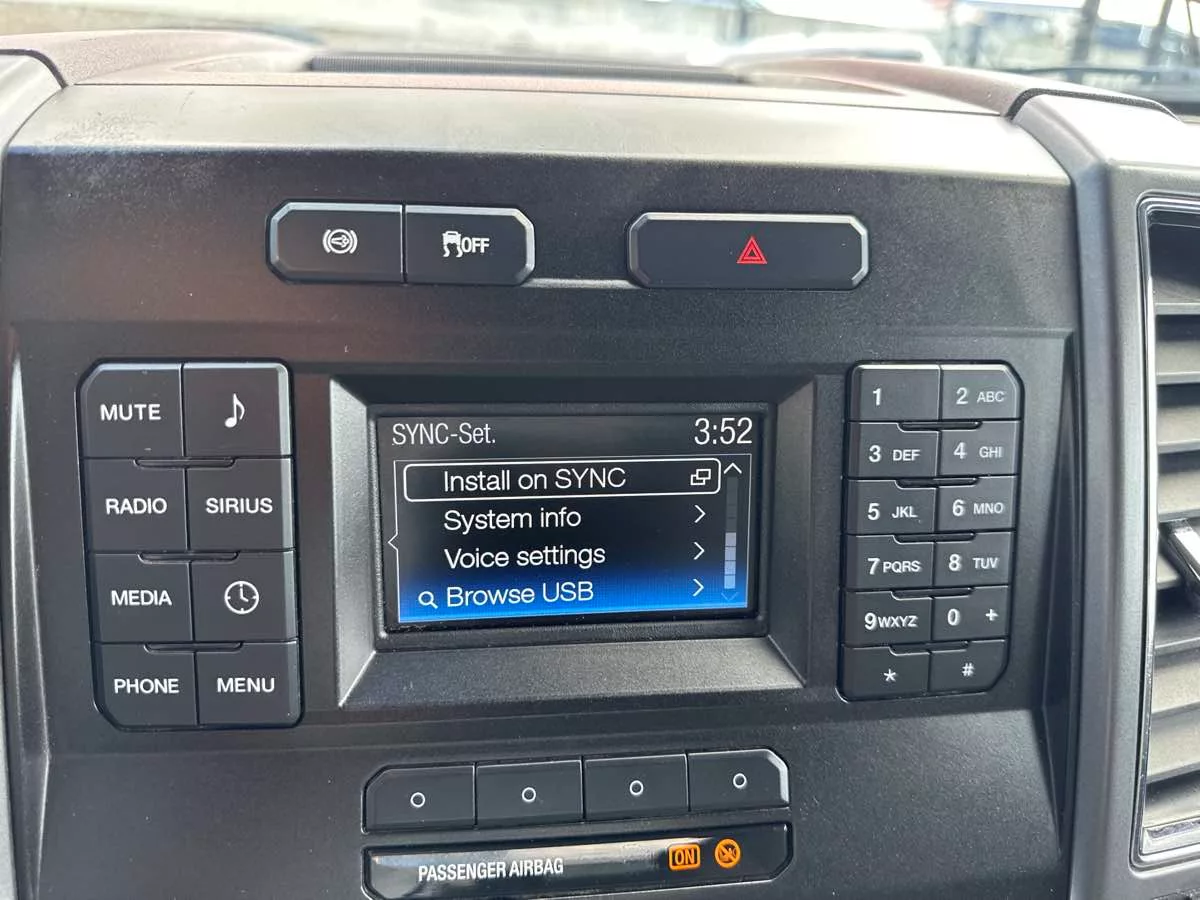 OFF
SYNC-Set. 3:52
Install on SYNC
System info
Voice settings
Browse USB
MUTE
RADIO SIRIUS
MEDIA
PHONE MENU
1 2 ABC
3 DEF 4 GHI
5 JKL 6 MNO
7 PQRS 8 TUV
9 WXYZ 0 +
* #
PASSENGER AIRBAG ON